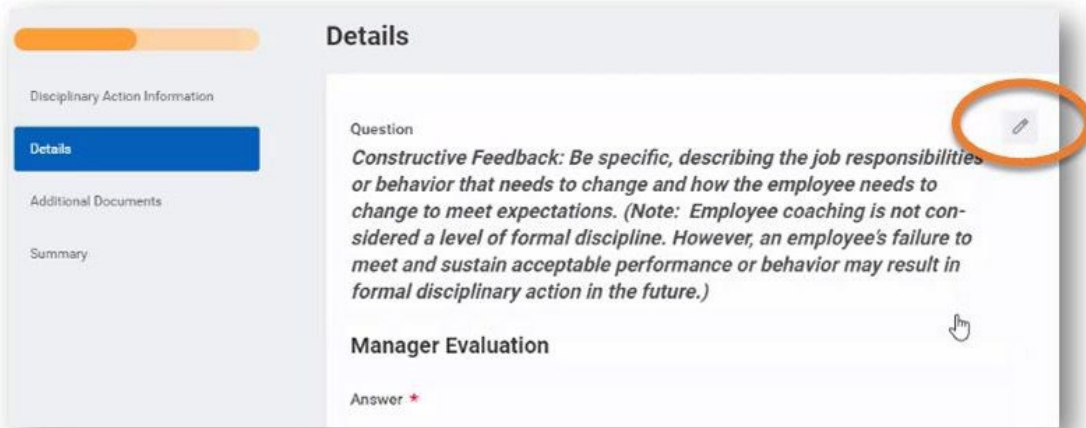 Details
Disciplinary Action Information
Details
Additional Documents
Summary
Question
Constructive Feedback: Be specific, describing the job responsibilities
or behavior that needs to change and how the employee needs to
change to meet expectations. (Note: Employee coaching is not con-
sidered a level of formal discipline. However, an employee's failure to
meet and sustain acceptable performance or behavior may result in
formal disciplinary action in the future.)
Manager Evaluation
Answer *